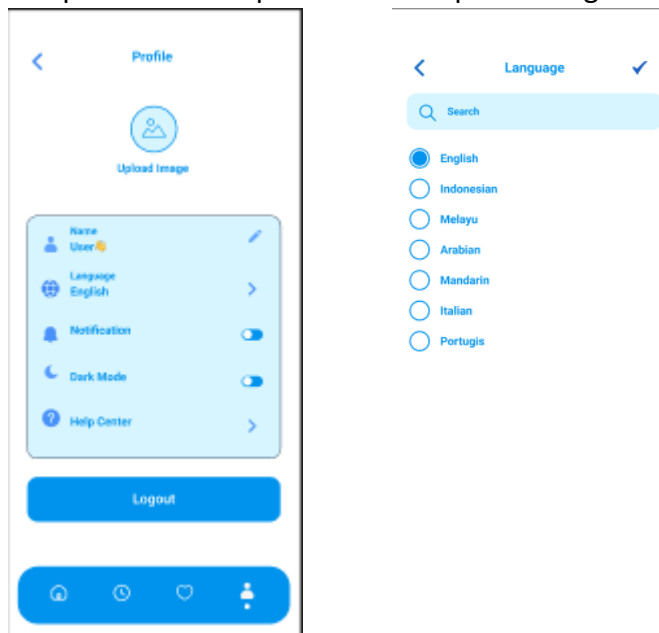 Profile
Upload Image
Name
User👋
Language
English
Notification
Dark Mode
Help Center
Logout
Language
Search
English
Indonesian
Melayu
Arabian
Mandarin
Italian
Portugis